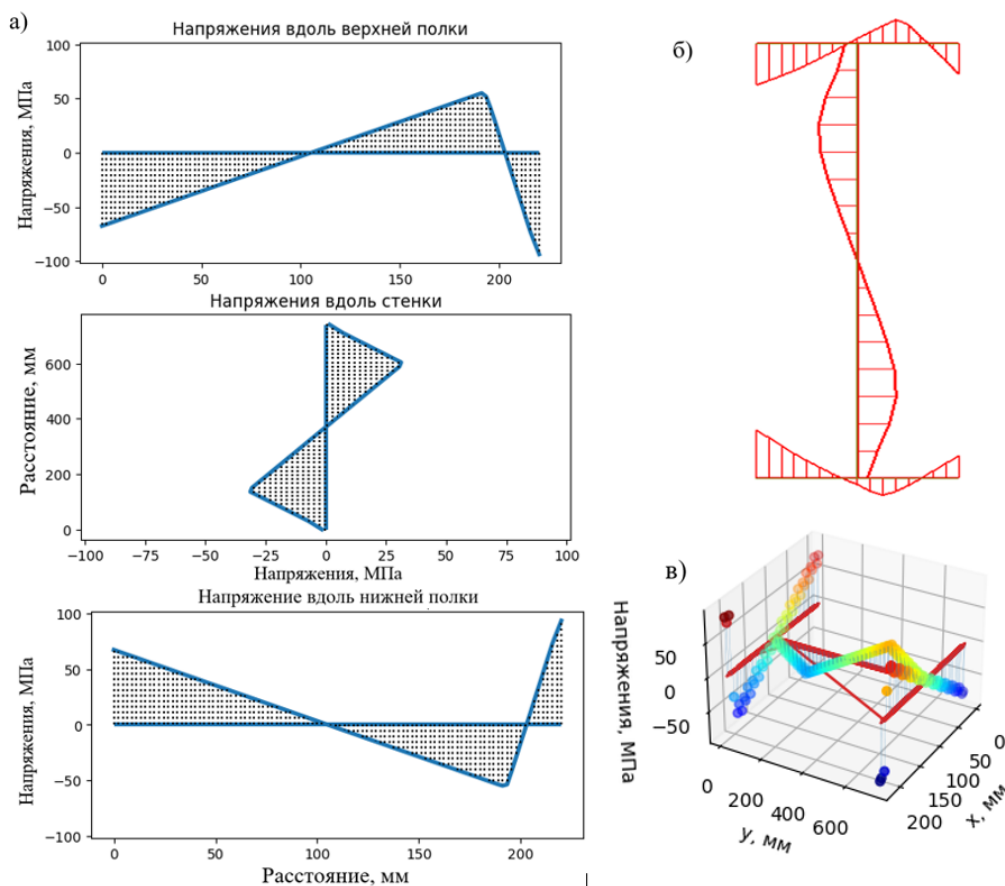 а)
Напряжения вдоль верхней полки
Напряжения, МПа
100
50
0
−50
−100
0 50 100 150 200
Напряжения вдоль стенки
Расстояние, мм
600
400
200
0
−100 −75 −50 −25 0 25 50 75 100
Напряжения, МПа
Напряжение вдоль нижней полки
Напряжения, МПа
100
50
0
−50
−100
0 50 100 150 200
Расстояние, мм
б)
в)
Напряжения, МПа
50
0
−50
0 200 400 600
y, мм
0
50
100
150
200
x, мм